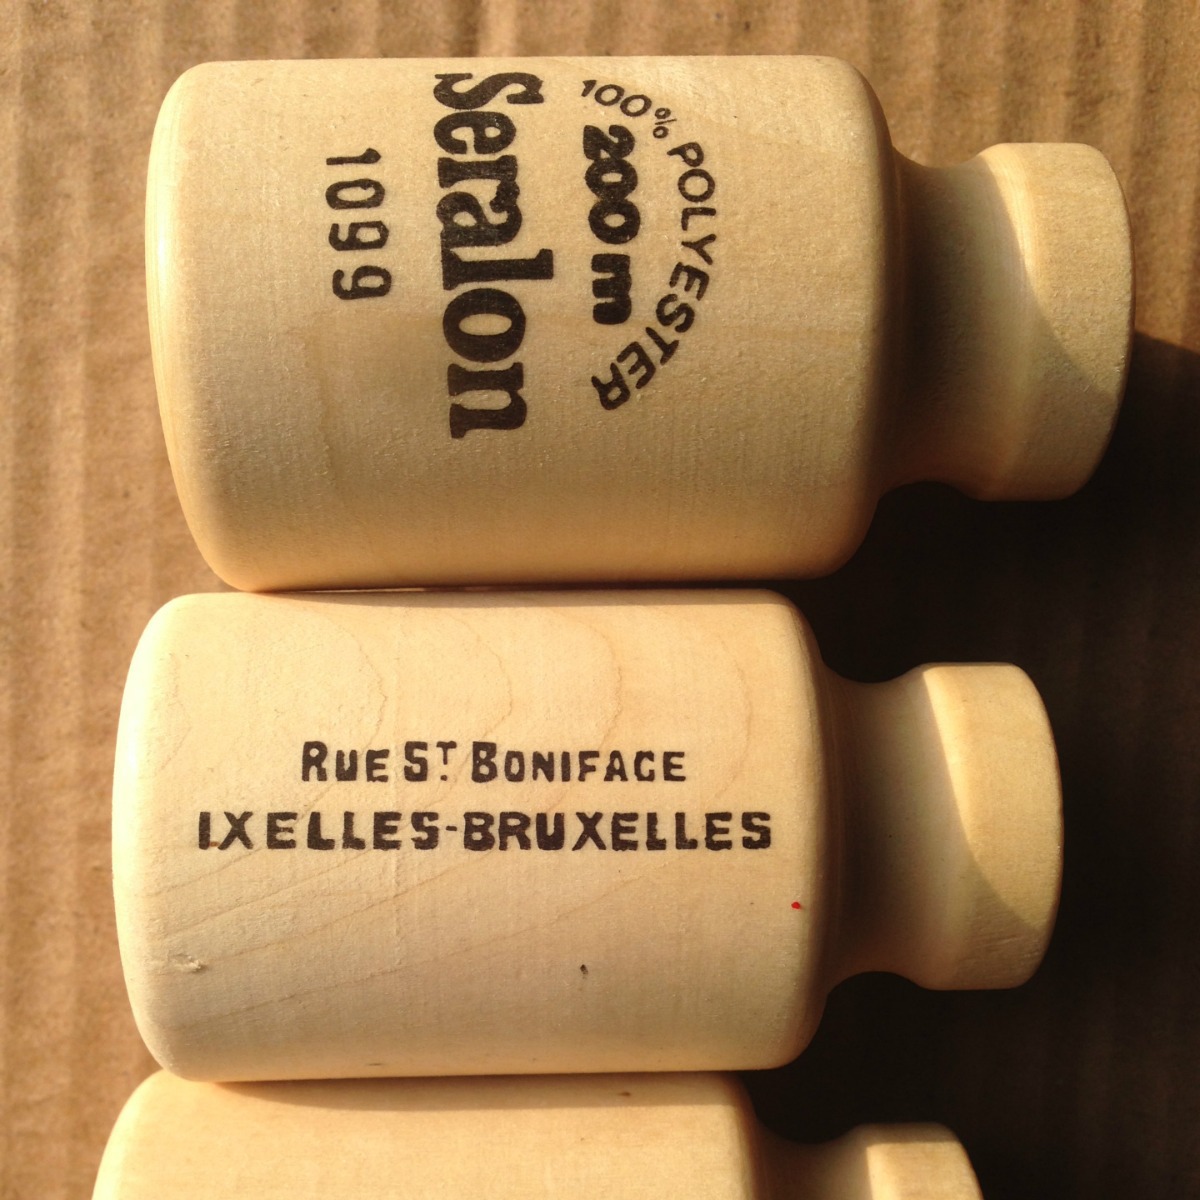 100% POLYESTER
200 m
Seralon
1099
RUE ST BONIFACE
IXELLES-BRUXELLES